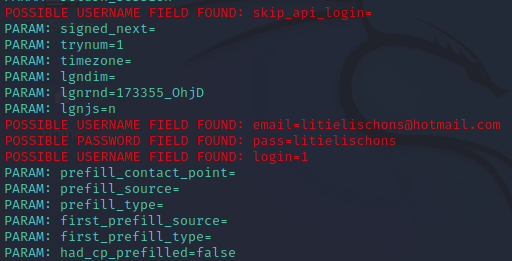 POSSIBLE USERNAME FIELD FOUND: skip_api_login=
PARAM: signed_next=
PARAM: trynum=1
PARAM: timezone=
PARAM: lgndim=
PARAM: lgnrnd=173355_OhjD
PARAM: lgnjs=n
POSSIBLE USERNAME FIELD FOUND: email=litielischons@hotmail.com
POSSIBLE PASSWORD FIELD FOUND: pass=litielischons
POSSIBLE USERNAME FIELD FOUND: login=1
PARAM: prefill_contact_point=
PARAM: prefill_source=
PARAM: prefill_type=
PARAM: first_prefill_source=
PARAM: first_prefill_type=
PARAM: had_cp_prefilled=false